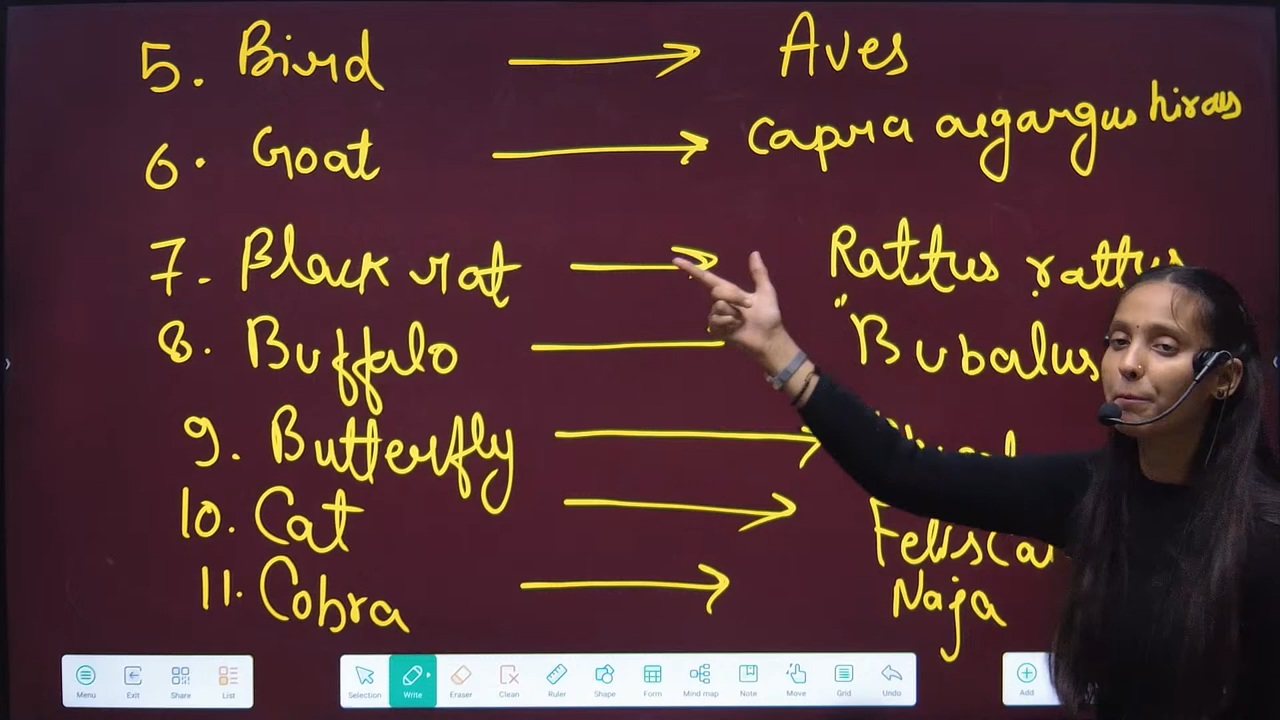 5. Bird → Aves
6. Goat → Capra aegargus hircus
7. Black rat → Rattus rattus
8. Buffalo Bubalus
9. Butterfly →
10. Cat → Felis
11. Cobra → Naja
Menu Exit Share List Selection Write Eraser Clean Ruler Shape Form Mind map Note Move Grid Undo Add